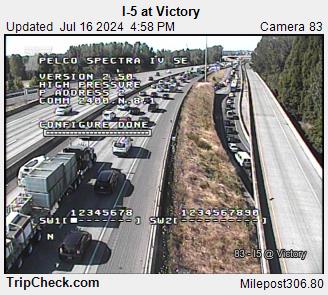 I-5 at Victory
Updated Jul 16 2024 4:58 PM Camera 83
PELCO SPECTRA IV SE
VERSION 2.50
HIGH PRESSURE
P ADDRESS 2
COMM 2400,N,8,1
CONFIGURE DONE
12345678 1234567890
SW1[ ] SW2[ ]
N
83 - I5 @ Victory
TripCheck.com Milepost306.80